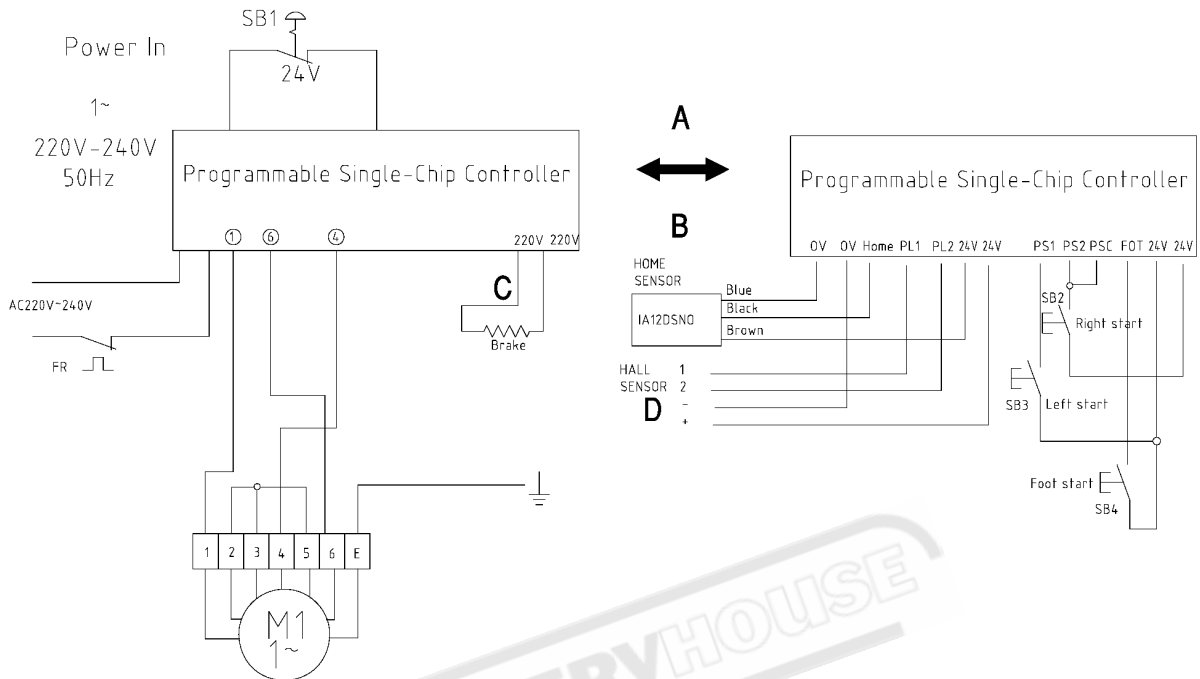 SB1
Power In
24V
1~
220V-240V
50Hz
Programmable Single-Chip Controller
1 6 4 220V 220V
AC220V~240V
FR
C
Brake
1 2 3 4 5 6 E
M1
1~
A
B
Programmable Single-Chip Controller
0V 0V Home PL1 PL2 24V 24V PS1 PS2 PSC FOT 24V 24V
HOME
SENSOR
IA12DSNO
Blue
Black
Brown
HALL 1
SENSOR 2
D -
+
SB2
Right start
SB3 Left start
Foot start
SB4